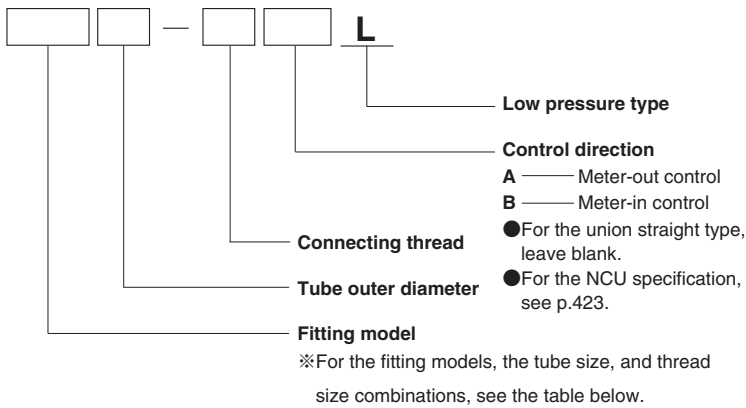 — L
Low pressure type
Control direction
A —— Meter-out control
B —— Meter-in control
●For the union straight type,
leave blank.
●For the NCU specification,
see p.423.
Connecting thread
Tube outer diameter
Fitting model
※For the fitting models, the tube size, and thread
size combinations, see the table below.